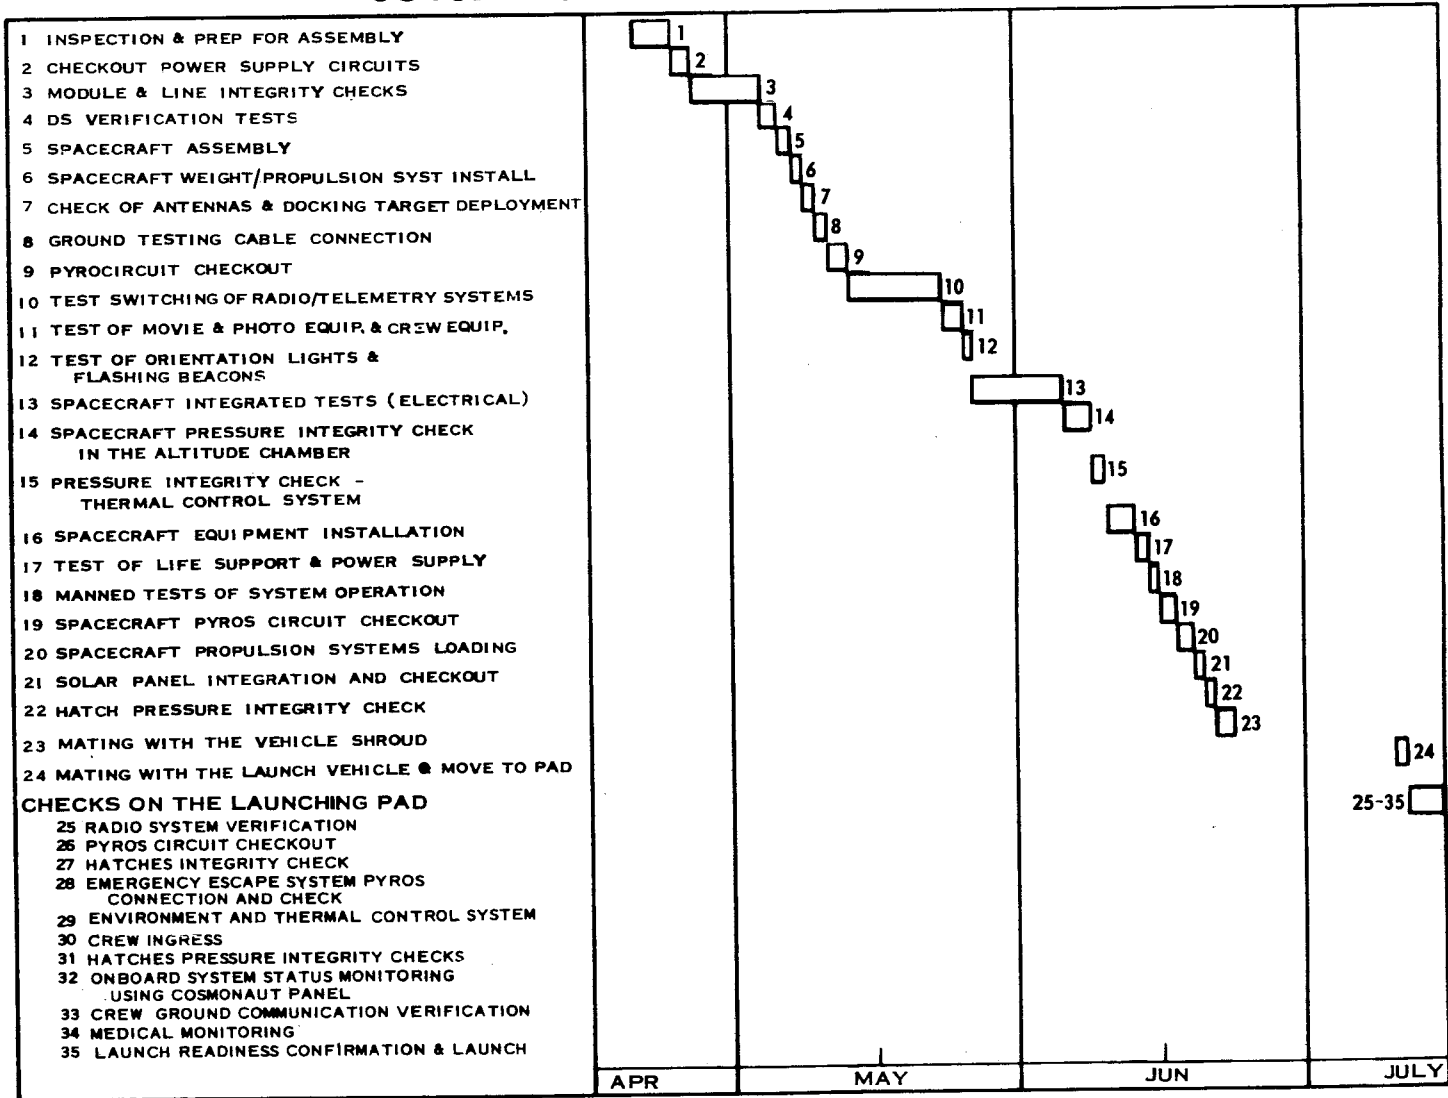 1 INSPECTION & PREP FOR ASSEMBLY
2 CHECKOUT POWER SUPPLY CIRCUITS
3 MODULE & LINE INTEGRITY CHECKS
4 DS VERIFICATION TESTS
5 SPACECRAFT ASSEMBLY
6 SPACECRAFT WEIGHT/PROPULSION SYST INSTALL
7 CHECK OF ANTENNAS & DOCKING TARGET DEPLOYMENT
8 GROUND TESTING CABLE CONNECTION
9 PYROCIRCUIT CHECKOUT
10 TEST SWITCHING OF RADIO/TELEMETRY SYSTEMS
11 TEST OF MOVIE & PHOTO EQUIP. & CREW EQUIP.
12 TEST OF ORIENTATION LIGHTS &
FLASHING BEACONS
13 SPACECRAFT INTEGRATED TESTS (ELECTRICAL)
14 SPACECRAFT PRESSURE INTEGRITY CHECK
IN THE ALTITUDE CHAMBER
15 PRESSURE INTEGRITY CHECK -
THERMAL CONTROL SYSTEM
16 SPACECRAFT EQUIPMENT INSTALLATION
17 TEST OF LIFE SUPPORT & POWER SUPPLY
18 MANNED TESTS OF SYSTEM OPERATION
19 SPACECRAFT PYROS CIRCUIT CHECKOUT
20 SPACECRAFT PROPULSION SYSTEMS LOADING
21 SOLAR PANEL INTEGRATION AND CHECKOUT
22 HATCH PRESSURE INTEGRITY CHECK
23 MATING WITH THE VEHICLE SHROUD
24 MATING WITH THE LAUNCH VEHICLE & MOVE TO PAD
CHECKS ON THE LAUNCHING PAD
25 RADIO SYSTEM VERIFICATION
26 PYROS CIRCUIT CHECKOUT
27 HATCHES INTEGRITY CHECK
28 EMERGENCY ESCAPE SYSTEM PYROS
CONNECTION AND CHECK
29 ENVIRONMENT AND THERMAL CONTROL SYSTEM
30 CREW INGRESS
31 HATCHES PRESSURE INTEGRITY CHECKS
32 ONBOARD SYSTEM STATUS MONITORING
USING COSMONAUT PANEL
33 CREW GROUND COMMUNICATION VERIFICATION
34 MEDICAL MONITORING
35 LAUNCH READINESS CONFIRMATION & LAUNCH
1
2
3
4
5
6
7
8
9
10
11
12
13
14
15
16
17
18
19
20
21
22
23
24
25-35
APR MAY JUN JULY